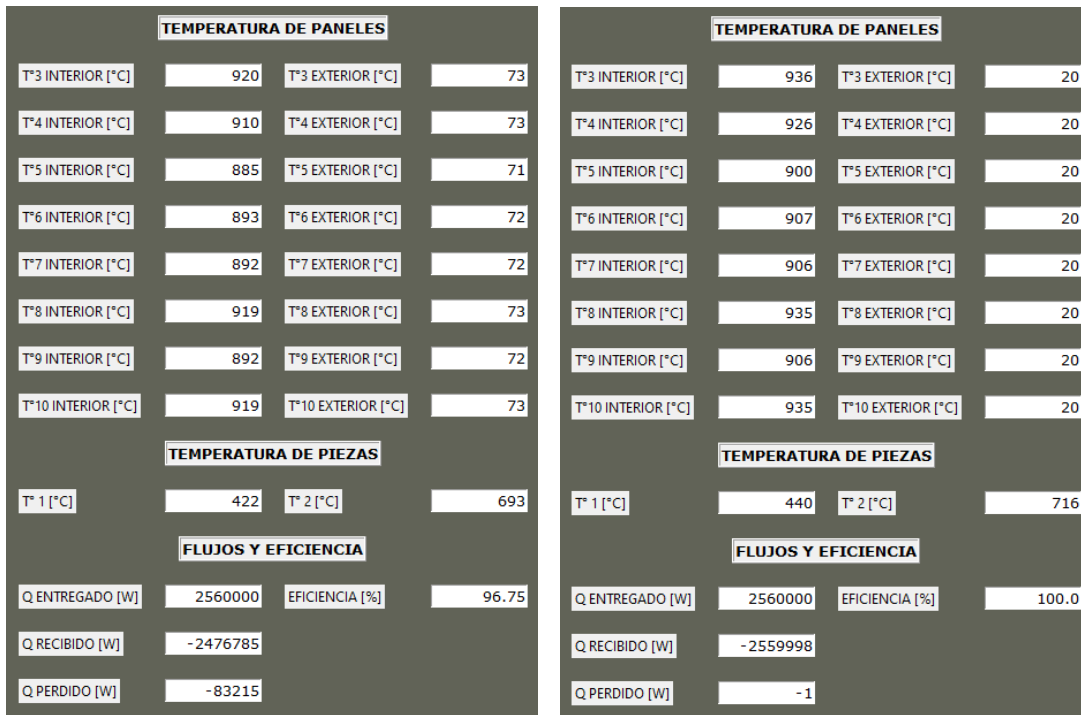 TEMPERATURA DE PANELES
T°3 INTERIOR [°C] 920 T°3 EXTERIOR [°C] 73
T°4 INTERIOR [°C] 910 T°4 EXTERIOR [°C] 73
T°5 INTERIOR [°C] 885 T°5 EXTERIOR [°C] 71
T°6 INTERIOR [°C] 893 T°6 EXTERIOR [°C] 72
T°7 INTERIOR [°C] 892 T°7 EXTERIOR [°C] 72
T°8 INTERIOR [°C] 919 T°8 EXTERIOR [°C] 73
T°9 INTERIOR [°C] 892 T°9 EXTERIOR [°C] 72
T°10 INTERIOR [°C] 919 T°10 EXTERIOR [°C] 73
TEMPERATURA DE PIEZAS
T° 1 [°C] 422 T° 2 [°C] 693
FLUJOS Y EFICIENCIA
Q ENTREGADO [W] 2560000 EFICIENCIA [%] 96.75
Q RECIBIDO [W] -2476785
Q PERDIDO [W] -83215
TEMPERATURA DE PANELES
T°3 INTERIOR [°C] 936 T°3 EXTERIOR [°C] 20
T°4 INTERIOR [°C] 926 T°4 EXTERIOR [°C] 20
T°5 INTERIOR [°C] 900 T°5 EXTERIOR [°C] 20
T°6 INTERIOR [°C] 907 T°6 EXTERIOR [°C] 20
T°7 INTERIOR [°C] 906 T°7 EXTERIOR [°C] 20
T°8 INTERIOR [°C] 935 T°8 EXTERIOR [°C] 20
T°9 INTERIOR [°C] 906 T°9 EXTERIOR [°C] 20
T°10 INTERIOR [°C] 935 T°10 EXTERIOR [°C] 20
TEMPERATURA DE PIEZAS
T° 1 [°C] 440 T° 2 [°C] 716
FLUJOS Y EFICIENCIA
Q ENTREGADO [W] 2560000 EFICIENCIA [%] 100.0
Q RECIBIDO [W] -2559998
Q PERDIDO [W] -1